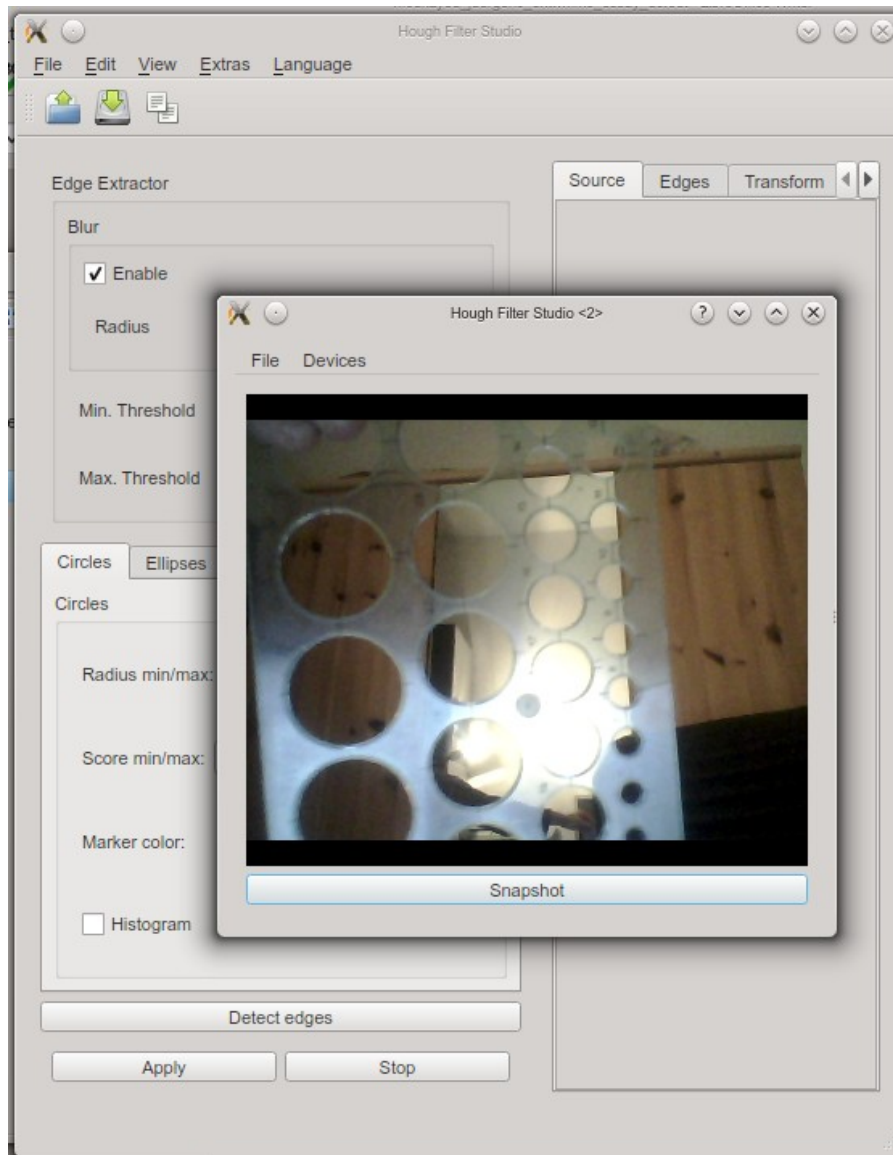 Hough Filter Studio
File Edit View Extras Language
Edge Extractor
Blur
Enable
Radius
Min. Threshold
Max. Threshold
Source Edges Transform
Hough Filter Studio <2>
File Devices
Snapshot
Circles Ellipses
Circles
Radius min/max:
Score min/max:
Marker color:
Histogram
Detect edges
Apply Stop